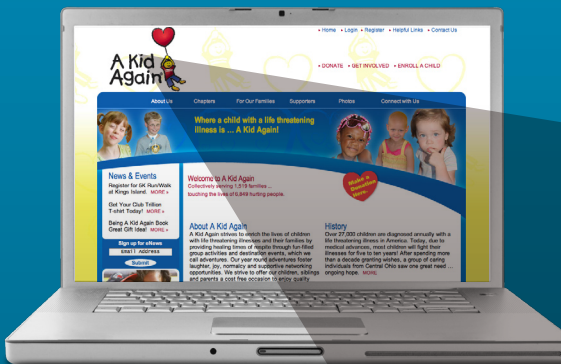 • Home • Login • Register • Helpful Links • Contact Us
A Kid
Again
• DONATE • GET INVOLVED • ENROLL A CHILD
About Us Chapters For Our Families Supporters Photos Connect with Us
Where a child with a life threatening
illness is ... A Kid Again!
News & Events
Register for 5K Run/Walk
at Kings Island. MORE »
Got Your Club Trillion
T-shirt Today! MORE »
Being A Kid Again Book
Great Gift Idea! MORE »
Sign up for eNews
Email Address
Submit
Welcome to A Kid Again
Collectively serving 1,519 families ...
touching the lives of 6,849 hurting people.
Make a
Donation
Here...
About A Kid Again
A Kid Again strives to enrich the lives of children
with life threatening illnesses and their families by
providing healing times of respite through fun-filled
group activities and destination events, which we
call adventures. Our year round adventures foster
laughter, joy, normalcy and supportive networking
opportunities. We strive to offer our children, siblings
and parents a cost free occasion to enjoy quality
History
Over 27,000 children are diagnosed annually with a
life threatening illness in America. Today, due to
medical advances, most children will fight their
illnesses for five to ten years! After spending more
than a decade granting wishes, a group of caring
individuals from Central Ohio saw one great need ...
ongoing hope. MORE